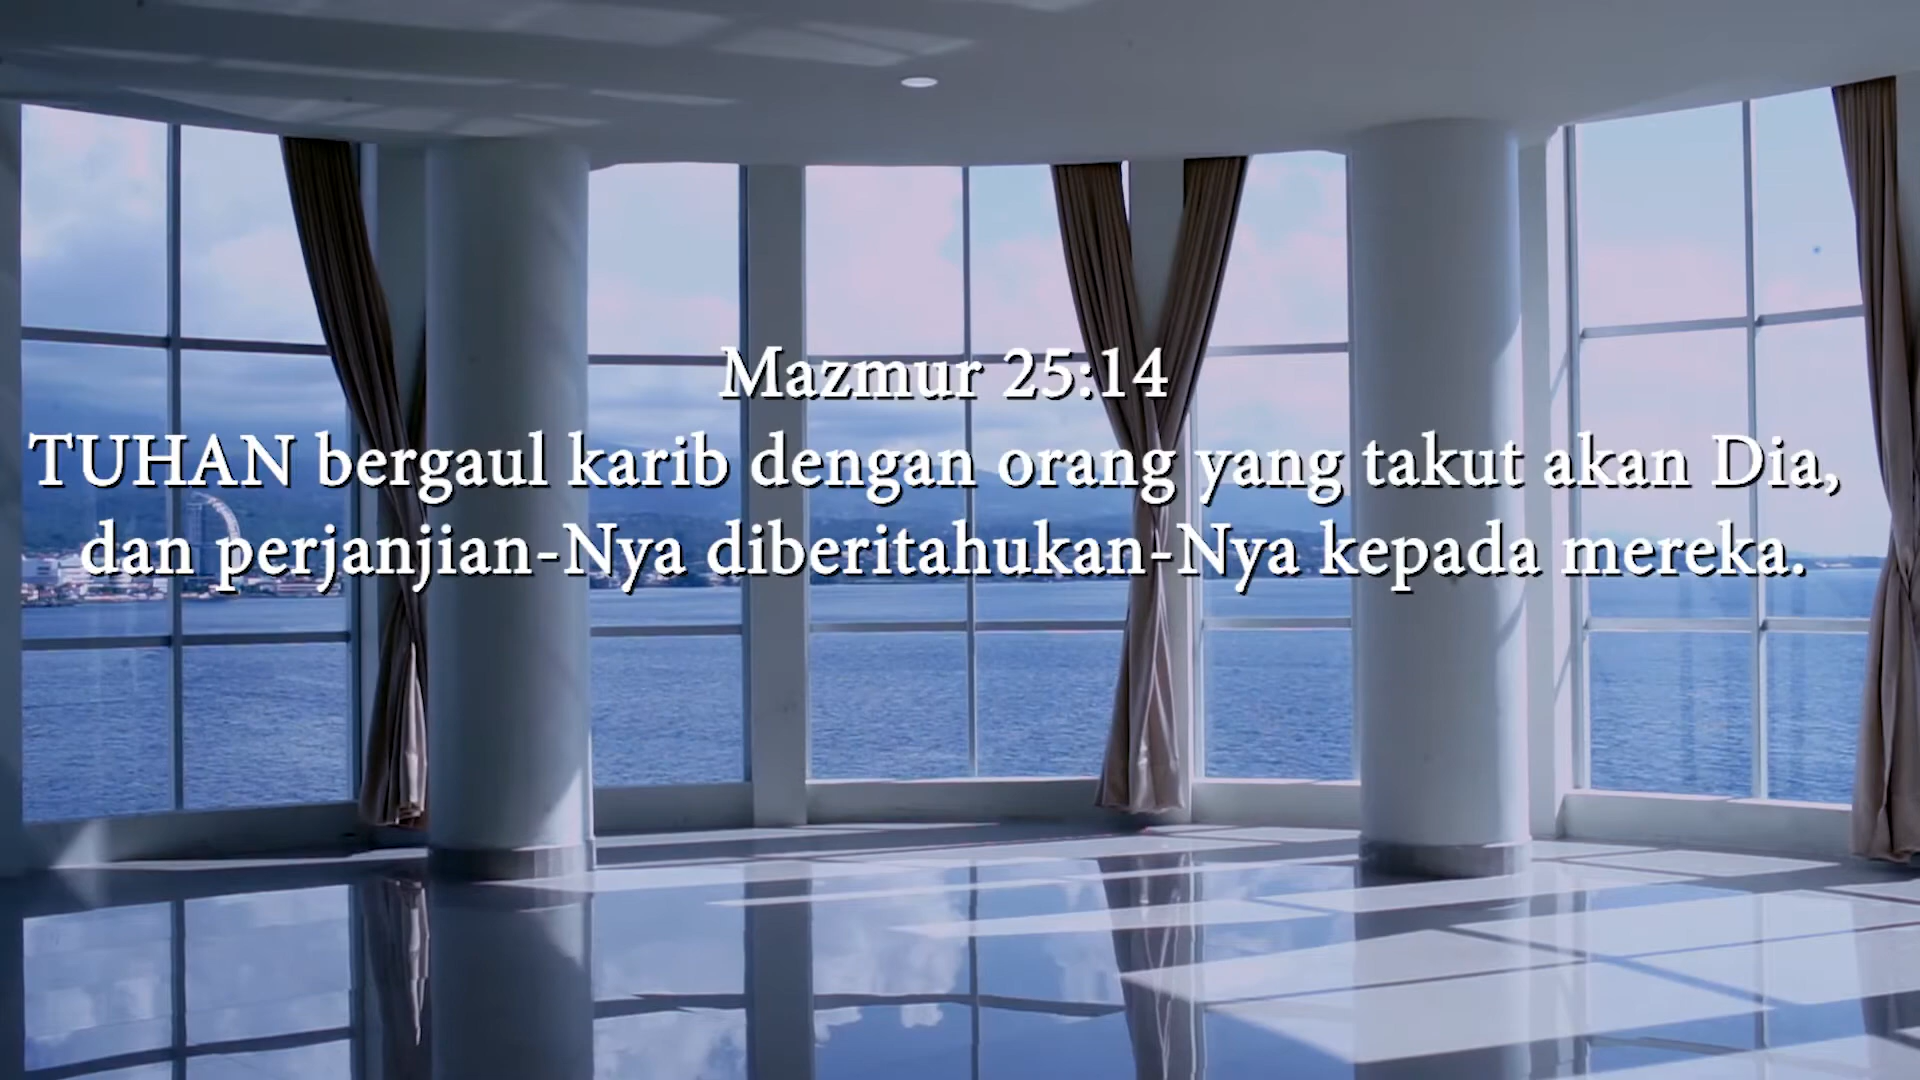 Mazmur 25:14
TUHAN bergaul karib dengan orang yang takut akan Dia,
dan perjanjian-Nya diberitahukan-Nya kepada mereka.